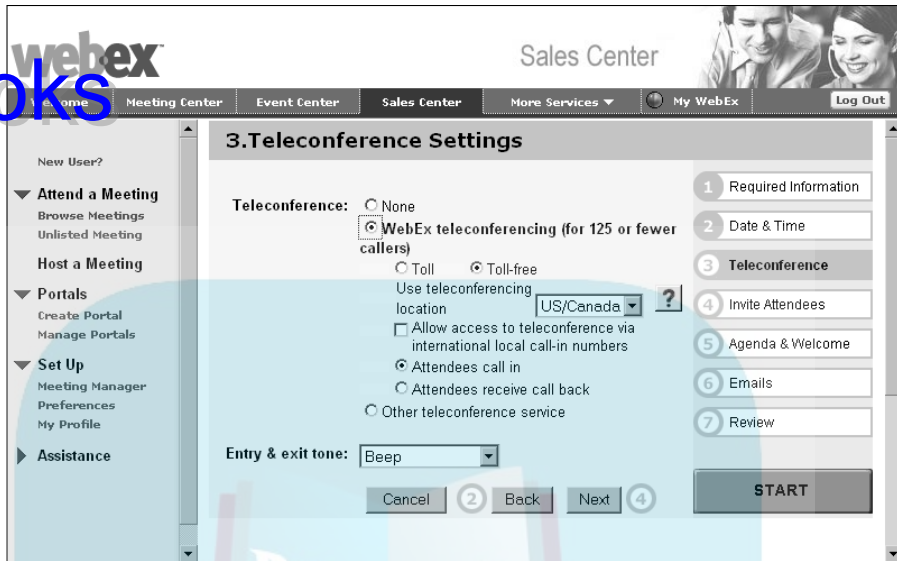 webex
Sales Center
oks
Welcome Meeting Center Event Center Sales Center More Services My WebEx Log Out
New User?
Attend a Meeting
Browse Meetings
Unlisted Meeting
Host a Meeting
Portals
Create Portal
Manage Portals
Set Up
Meeting Manager
Preferences
My Profile
Assistance
3.Teleconference Settings
Teleconference:
None
WebEx teleconferencing (for 125 or fewer
callers)
Toll Toll-free
Use teleconferencing
location US/Canada ?
Allow access to teleconference via
international local call-in numbers
Attendees call in
Attendees receive call back
Other teleconference service
Entry & exit tone: Beep
Cancel 2 Back Next 4
1 Required Information
2 Date & Time
3 Teleconference
4 Invite Attendees
5 Agenda & Welcome
6 Emails
7 Review
START